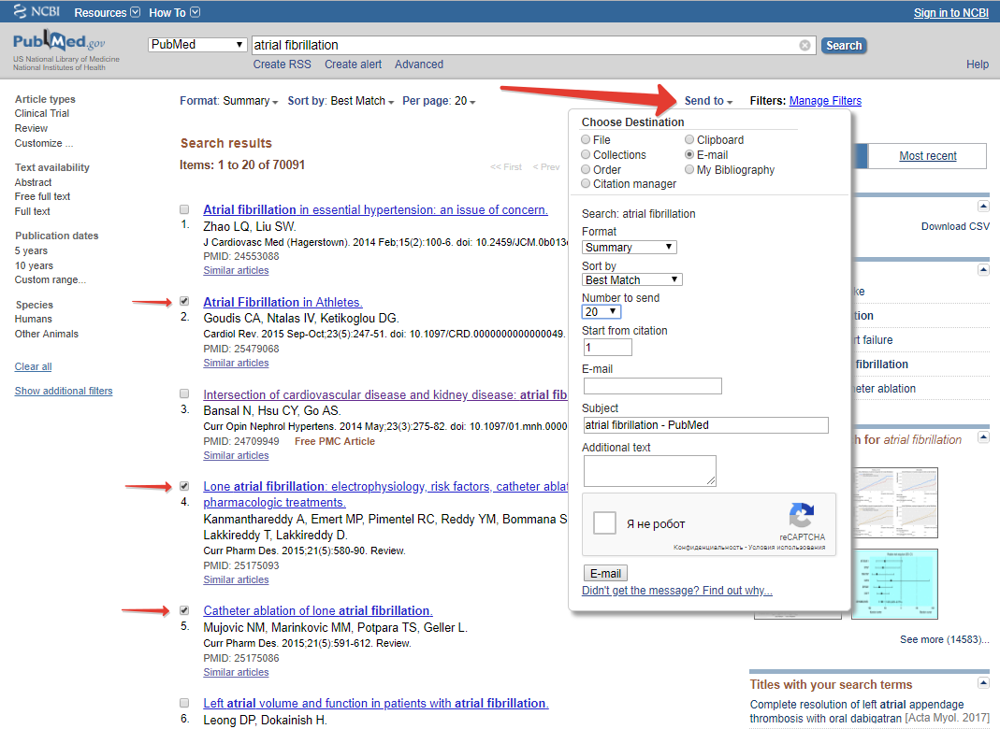 NCBI Resources How To Sign in to NCBI
PubMed.gov
US National Library of Medicine
National Institutes of Health
PubMed atrial fibrillation Search
Create RSS Create alert Advanced Help
Article types
Clinical Trial
Review
Customize ...
Text availability
Abstract
Free full text
Full text
Publication dates
5 years
10 years
Custom range...
Species
Humans
Other Animals
Clear all
Show additional filters
Format: Summary Sort by: Best Match Per page: 20 Send to Filters: Manage Filters
Search results
Items: 1 to 20 of 70091 << First < Prev
Atrial fibrillation in essential hypertension: an issue of concern.
1. Zhao LQ, Liu SW.
J Cardiovasc Med (Hagerstown). 2014 Feb;15(2):100-6. doi: 10.2459/JCM.0b013
PMID: 24553088
Similar articles
Atrial Fibrillation in Athletes.
2. Goudis CA, Ntalas IV, Ketikoglou DG.
Cardiol Rev. 2015 Sep-Oct;23(5):247-51. doi: 10.1097/CRD.0000000000000049.
PMID: 25479068
Similar articles
Intersection of cardiovascular disease and kidney disease: atrial fib
3. Bansal N, Hsu CY, Go AS.
Curr Opin Nephrol Hypertens. 2014 May;23(3):275-82. doi: 10.1097/01.mnh.0000
PMID: 24709949 Free PMC Article
Similar articles
Lone atrial fibrillation: electrophysiology, risk factors, catheter ablat
pharmacologic treatments.
4. Kanmanthareddy A, Emert MP, Pimentel RC, Reddy YM, Bommana S
Lakkireddy T, Lakkireddy D.
Curr Pharm Des. 2015;21(5):580-90. Review.
PMID: 25175093
Similar articles
Catheter ablation of lone atrial fibrillation.
5. Mujovic NM, Marinkovic MM, Potpara TS, Geller L.
Curr Pharm Des. 2015;21(5):591-612. Review.
PMID: 25175086
Similar articles
Left atrial volume and function in patients with atrial fibrillation.
6. Leong DP, Dokainish H.
Choose Destination
File Clipboard
Collections E-mail
Order My Bibliography
Citation manager
Search: atrial fibrillation
Format
Summary
Sort by
Best Match
Number to send
20
Start from citation
1
E-mail
Subject
atrial fibrillation - PubMed
Additional text
Я не робот
reCAPTCHA
Конфиденциальность - Условия использования
E-mail
Didn't get the message? Find out why...
Most recent
Download CSV
ke
tion
rt failure
fibrillation
eter ablation
h for atrial fibrillation
See more (14583)...
Titles with your search terms
Complete resolution of left atrial appendage
thrombosis with oral dabigatran [Acta Myol. 2017]